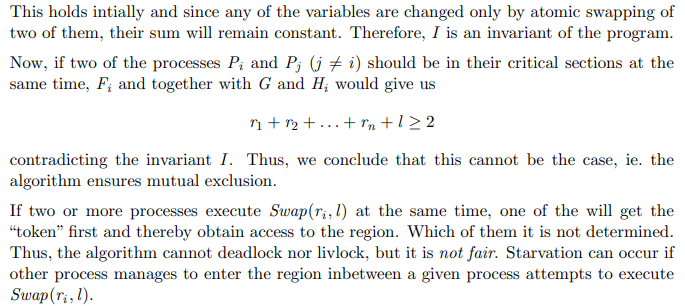 This holds intially and since any of the variables are changed only by atomic swapping of
two of them, their sum will remain constant. Therefore, I is an invariant of the program.
Now, if two of the processes P_i and P_j (j ≠ i) should be in their critical sections at the
same time, F_i and together with G and H_i would give us
r_1 + r_2 + . . . + r_n + l ≥ 2
contradicting the invariant I. Thus, we conclude that this cannot be the case, ie. the
algorithm ensures mutual exclusion.
If two or more processes execute Swap(r_i, l) at the same time, one of the will get the
“token” first and thereby obtain access to the region. Which of them it is not determined.
Thus, the algorithm cannot deadlock nor livlock, but it is not fair. Starvation can occur if
other process manages to enter the region inbetween a given process attempts to execute
Swap(r_i, l).